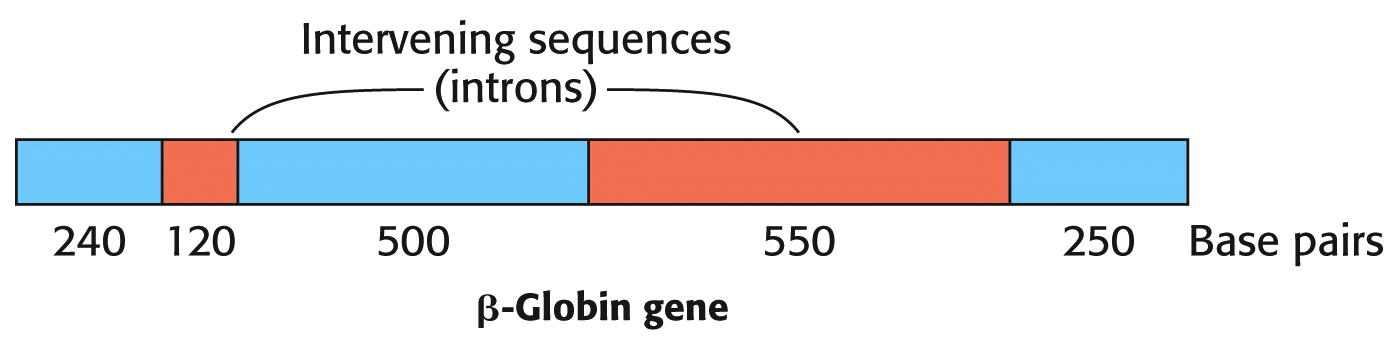 Intervening sequences
(introns)
240 120 500 550 250 Base pairs
β-Globin gene